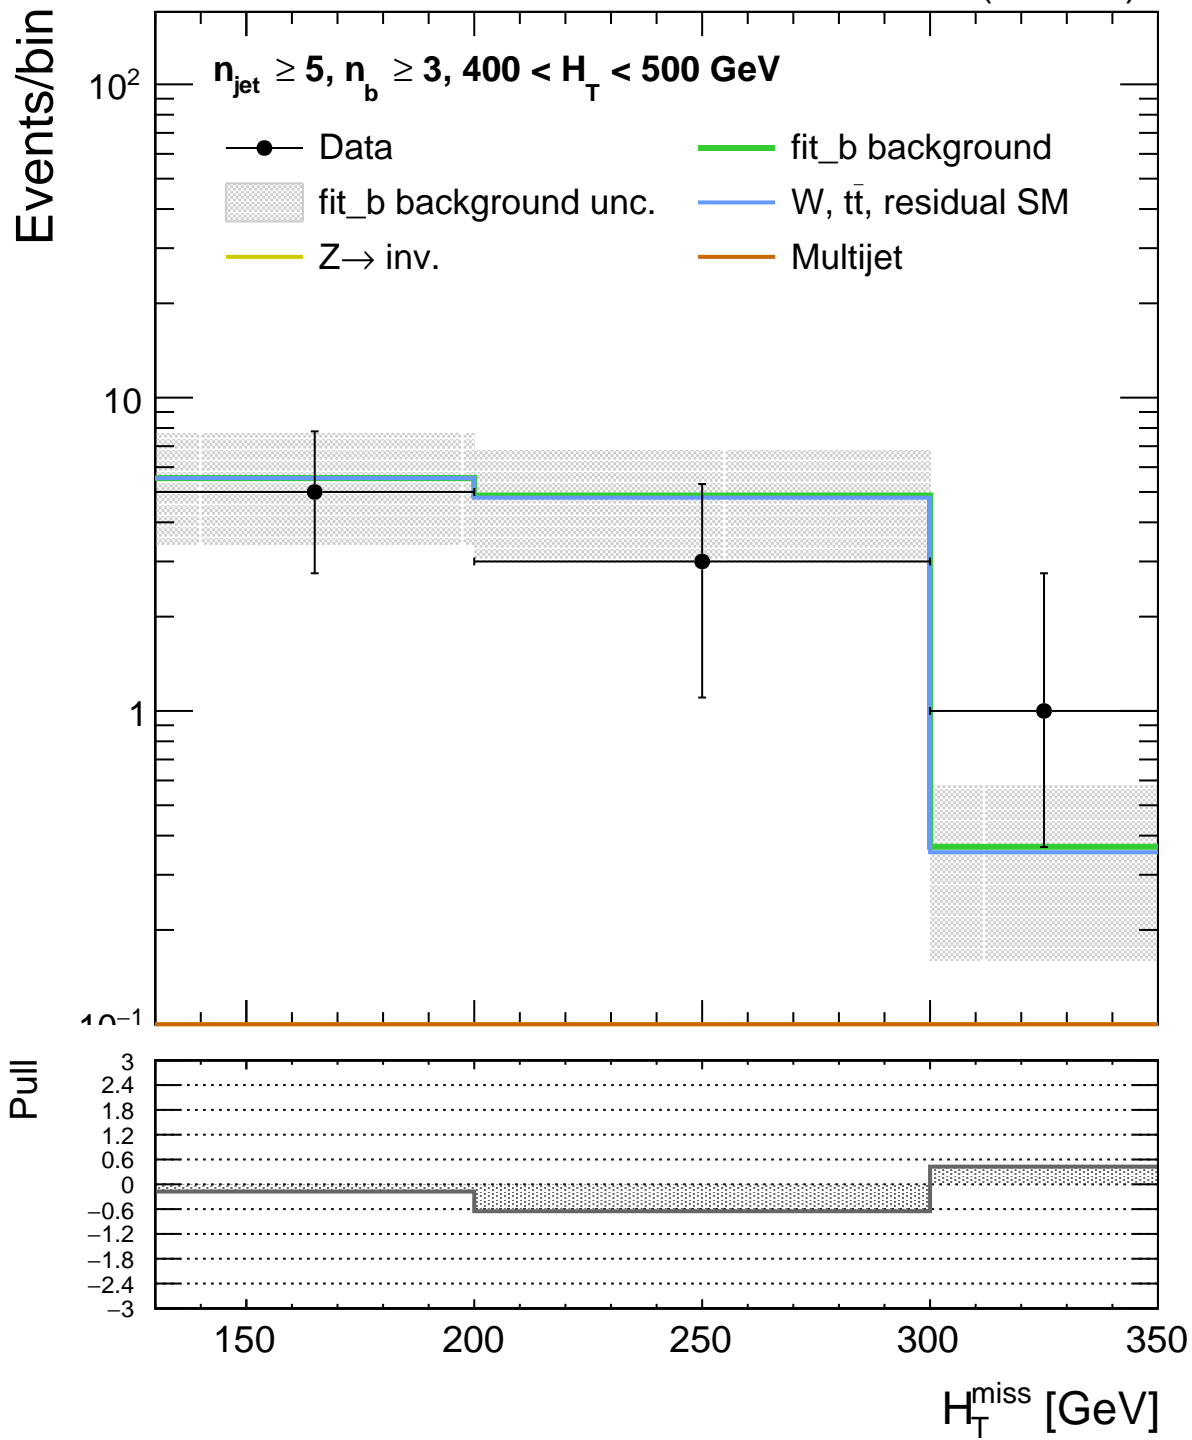 n_jet ≥ 5, n_b ≥ 3, 400 < H_T < 500 GeV
Data
fit_b background
fit_b background unc.
W, tt̄, residual SM
Z→ inv.
Multijet
Events/bin
10²
10
1
10⁻¹
Pull
3
2.4
1.8
1.2
0.6
0
−0.6
−1.2
−1.8
−2.4
−3
150 200 250 300 350
H_T^miss [GeV]